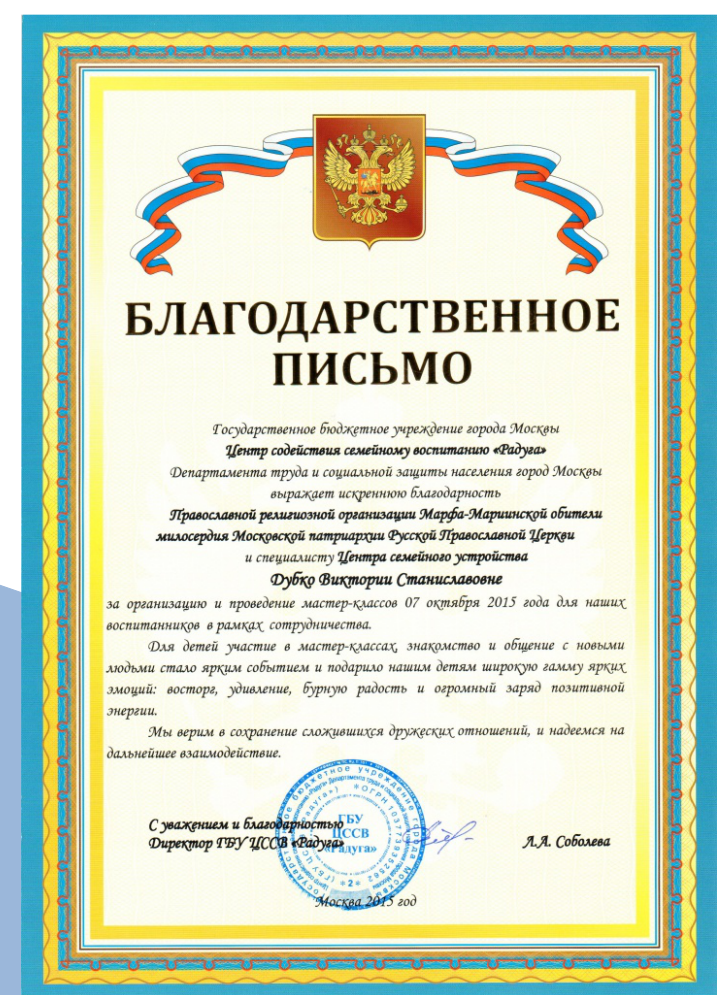 БЛАГОДАРСТВЕННОЕ
ПИСЬМО
Государственное бюджетное учреждение города Москвы
Центр содействия семейному воспитанию «Радуга»
Департамента труда и социальной защиты населения город Москвы
выражает искреннюю благодарность
Православной религиозной организации Марфа-Мариинской обители
милосердия Московской патриархии Русской Православной Церкви
и специалисту Центра семейного устройства
Дубко Виктории Станиславовне
за организацию и проведение мастер-классов 07 октября 2015 года для наших
воспитанников в рамках сотрудничества.
Для детей участие в мастер-классах, знакомство и общение с новыми
людьми стало ярким событием и подарило нашим детям широкую гамму ярких
эмоций: восторг, удивление, бурную радость и огромный заряд позитивной
энергии.
Мы верим в сохранение сложившихся дружеских отношений, и надеемся на
дальнейшее взаимодействие.
С уважением и благодарностью
Директор ГБУ ЦССВ «Радуга»
Л.А. Соболева
ГБУ
ЦССВ
«Радуга»
Москва 2015 год